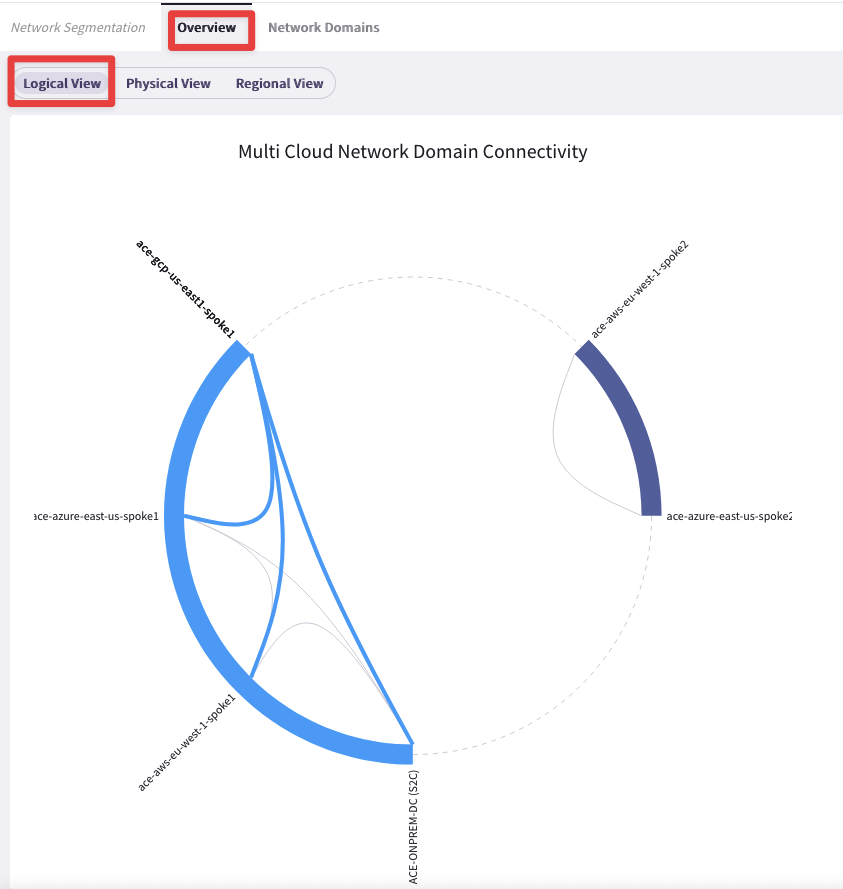 Network Segmentation
Overview
Network Domains
Logical View
Physical View
Regional View
Multi Cloud Network Domain Connectivity
ace-gcp-us-east1-spoke1
ace-aws-eu-west-1-spoke2
ace-azure-east-us-spoke1
ace-azure-east-us-spoke2
ace-aws-eu-west-1-spoke1
ACE-ONPREM-DC (S2C)